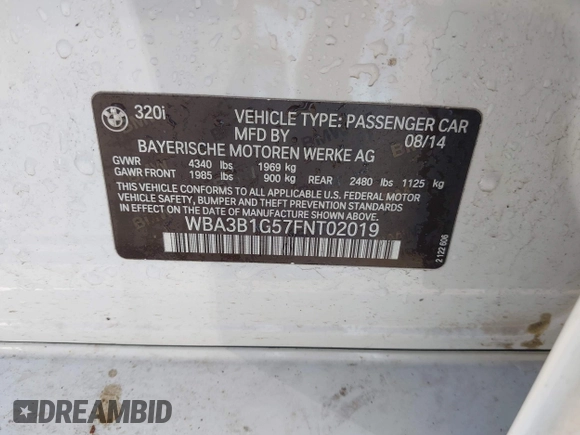 320i
VEHICLE TYPE: PASSENGER CAR
MFD BY 08/14
BAYERISCHE MOTOREN WERKE AG
GVWR 4340 lbs 1969 kg
GAWR FRONT 1985 lbs 900 kg REAR 2480 lbs 1125 kg
THIS VEHICLE CONFORMS TO ALL APPLICABLE U.S. FEDERAL MOTOR
VEHICLE SAFETY, BUMPER AND THEFT PREVENTION STANDARDS
IN EFFECT ON THE DATE OF MANUFACTURE SHOWN ABOVE.
WBA3B1G57FNT02019
2 122 606
DREAMBID